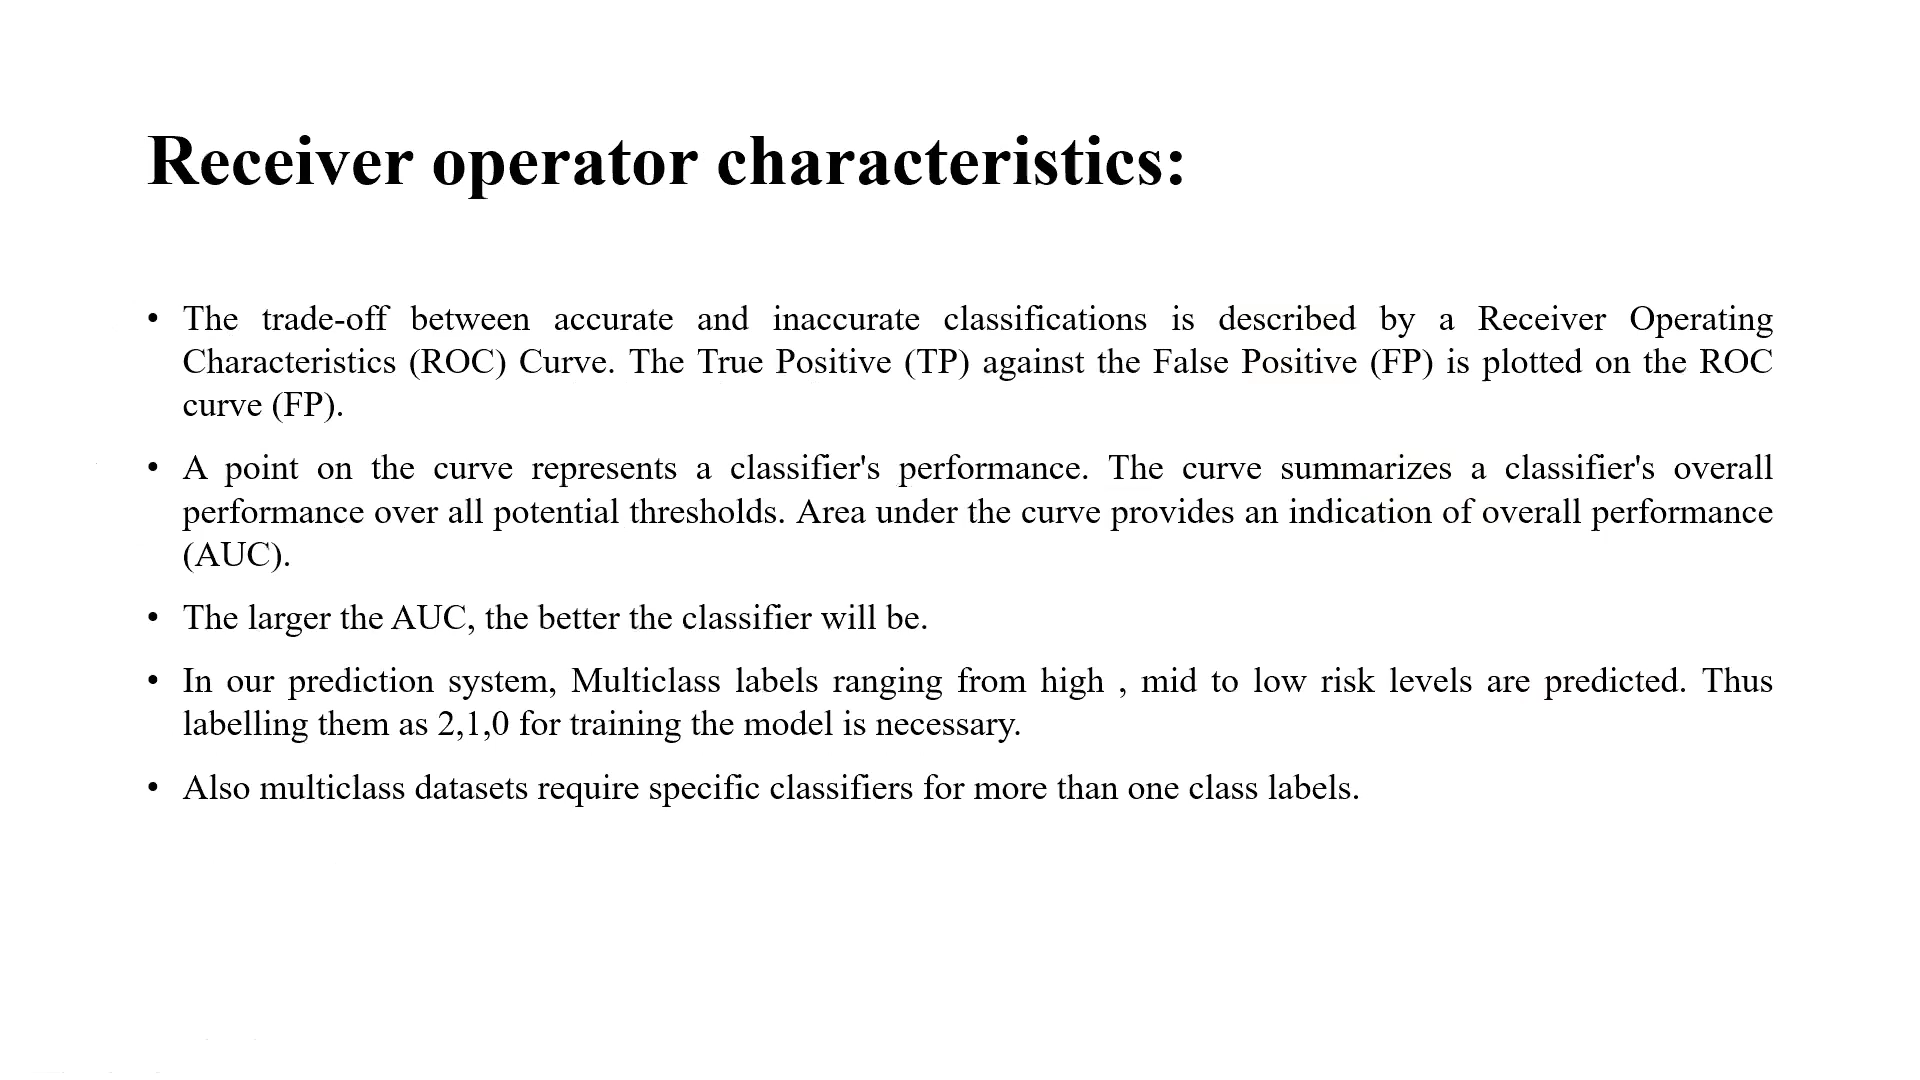 Receiver operator characteristics:
• The trade-off between accurate and inaccurate classifications is described by a Receiver Operating
Characteristics (ROC) Curve. The True Positive (TP) against the False Positive (FP) is plotted on the ROC
curve (FP).
• A point on the curve represents a classifier's performance. The curve summarizes a classifier's overall
performance over all potential thresholds. Area under the curve provides an indication of overall performance
(AUC).
• The larger the AUC, the better the classifier will be.
• In our prediction system, Multiclass labels ranging from high , mid to low risk levels are predicted. Thus
labelling them as 2,1,0 for training the model is necessary.
• Also multiclass datasets require specific classifiers for more than one class labels.